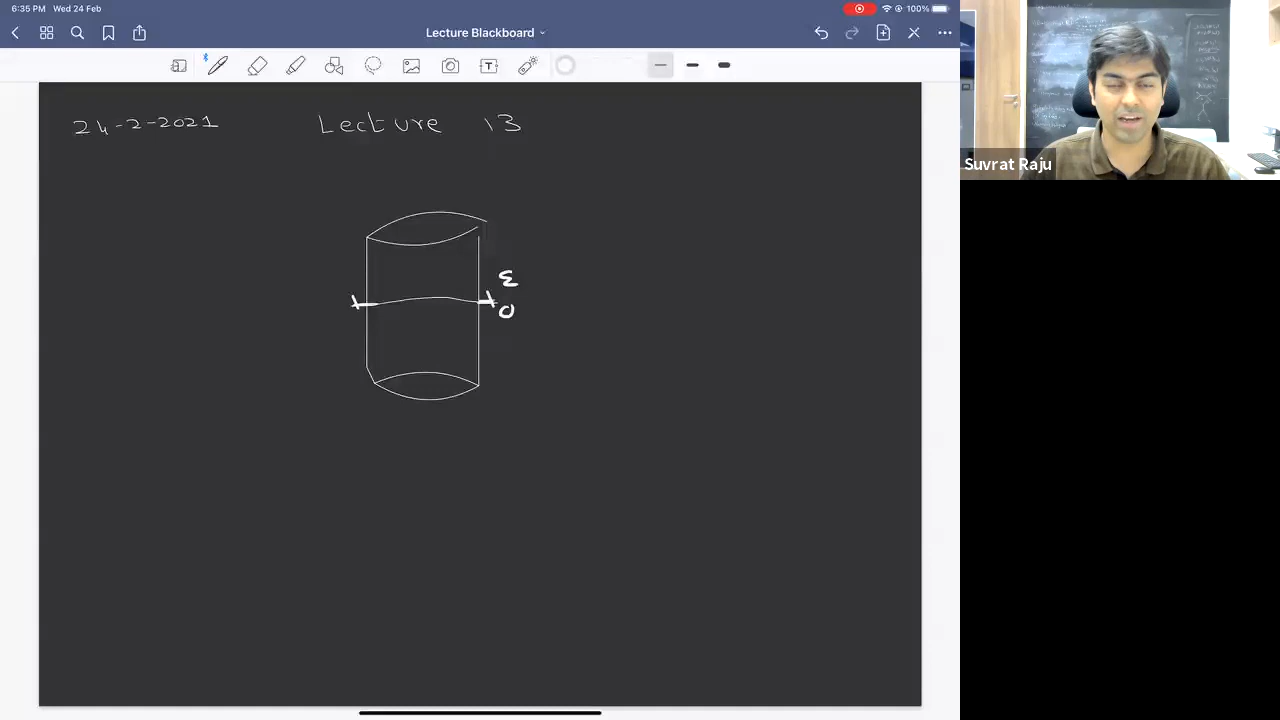 6:35 PM Wed 24 Feb
100%
Lecture Blackboard
T
24-2-2021 Lecture 13
ε
0
Suvrat Raju